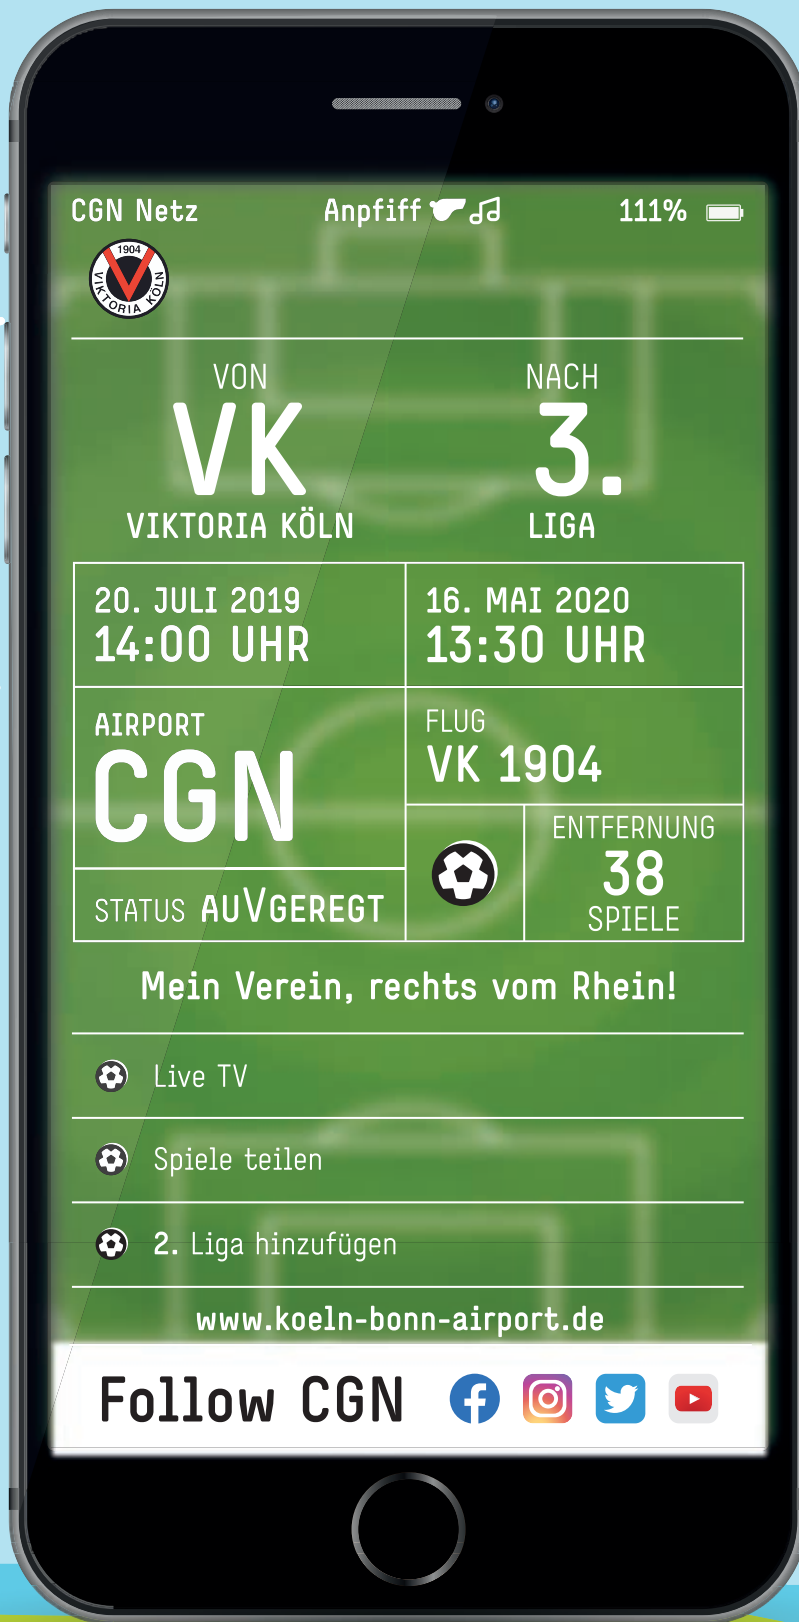 CGN Netz Anpfiff 111%
1904
VIKTORIA KÖLN
VON
VK
VIKTORIA KÖLN
NACH
3.
LIGA
20. JULI 2019
14:00 UHR
16. MAI 2020
13:30 UHR
AIRPORT
CGN
FLUG
VK 1904
STATUS AUVGEREGT
ENTFERNUNG
38
SPIELE
Mein Verein, rechts vom Rhein!
Live TV
Spiele teilen
2. Liga hinzufügen
www.koeln-bonn-airport.de
Follow CGN